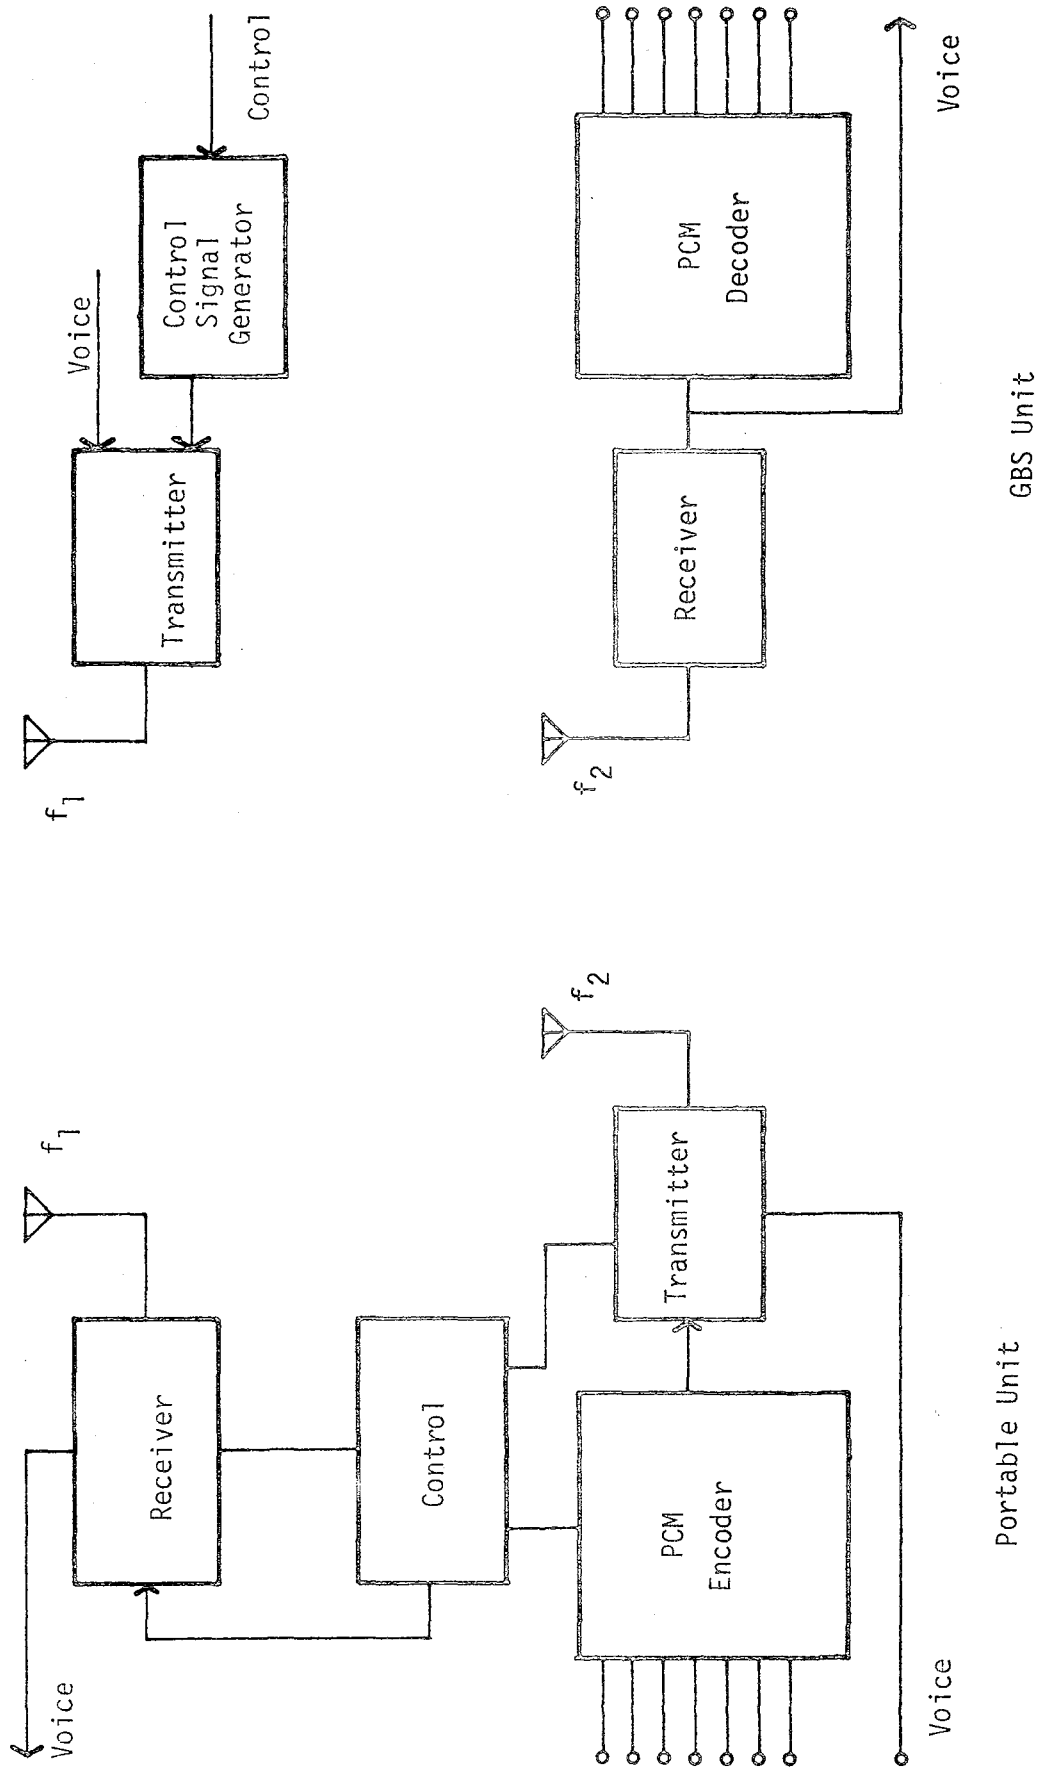 Voice
Receiver
f1
Control
PCM
Encoder
Transmitter
f2
Voice
Portable Unit
f1
Transmitter
Voice
Control
Signal
Generator
Control
f2
Receiver
PCM
Decoder
Voice
GBS Unit